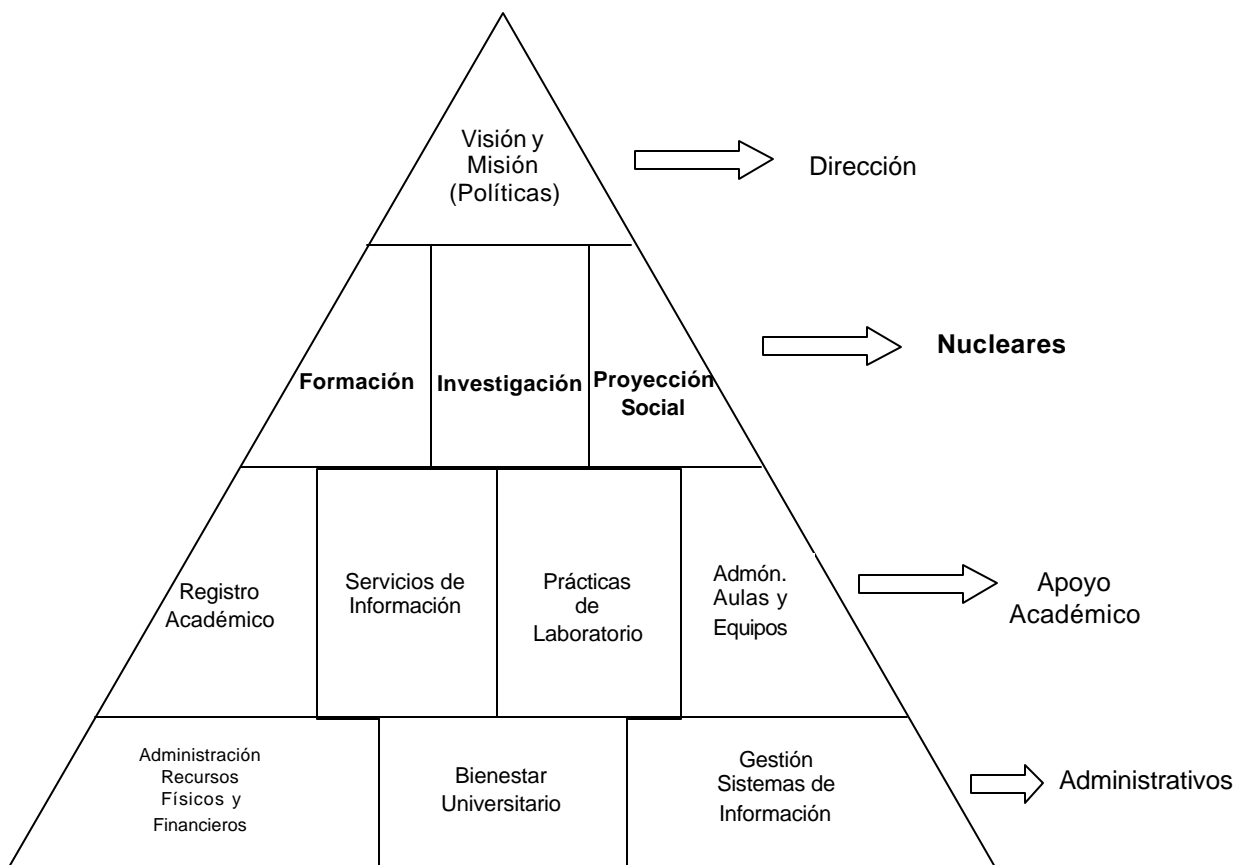 Visión y
Misión
(Políticas)
Dirección
Formación
Investigación
Proyección
Social
Nucleares
Registro
Académico
Servicios de
Información
Prácticas
de
Laboratorio
Admón.
Aulas y
Equipos
Apoyo
Académico
Administración
Recursos
Físicos y
Financieros
Bienestar
Universitario
Gestión
Sistemas de
Información
Administrativos